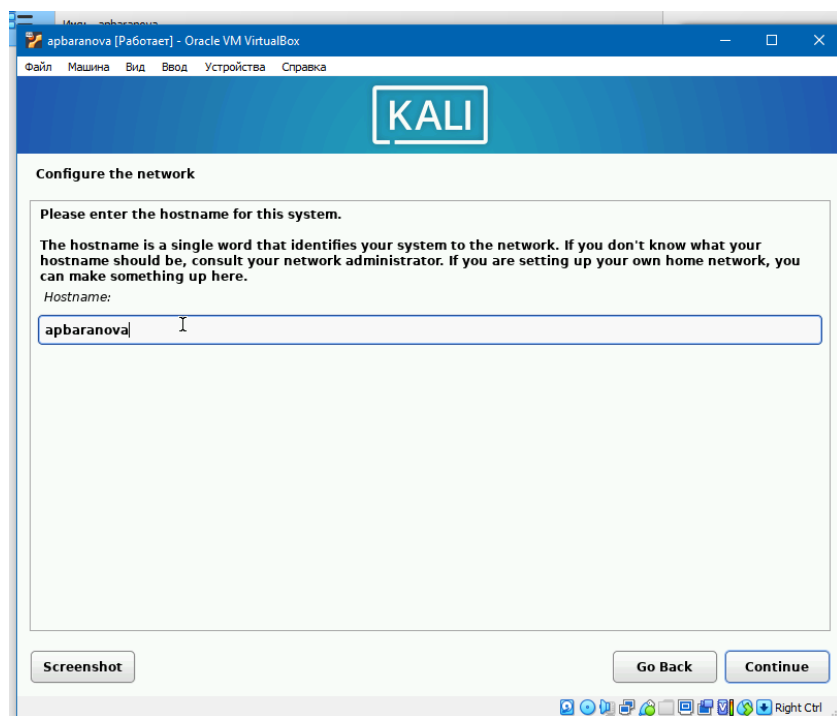 Имя: apbaranova
apbaranova [Работает] - Oracle VM VirtualBox
Файл Машина Вид Ввод Устройства Справка
KALI
Configure the network
Please enter the hostname for this system.
The hostname is a single word that identifies your system to the network. If you don't know what your
hostname should be, consult your network administrator. If you are setting up your own home network, you
can make something up here.
Hostname:
apbaranova
Screenshot
Go Back
Continue
Right Ctrl